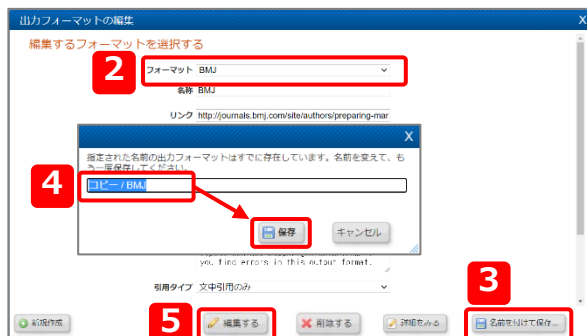 出力フォーマットの編集
X
編集するフォーマットを選択する
2
フォーマット BMJ
名称 BMJ
リンク http://journals.bmj.com/site/authors/preparing-mar
X
指定された名前の出力フォーマットはすでに存在しています。名前を変えて、も
う一度保存してください。
4
コピー / BMJ
保存
キャンセル
you find errors in this output format.
引用タイプ 文中引用のみ
3
新規作成
5
編集する
削除する
詳細をみる
名前を付けて保存...